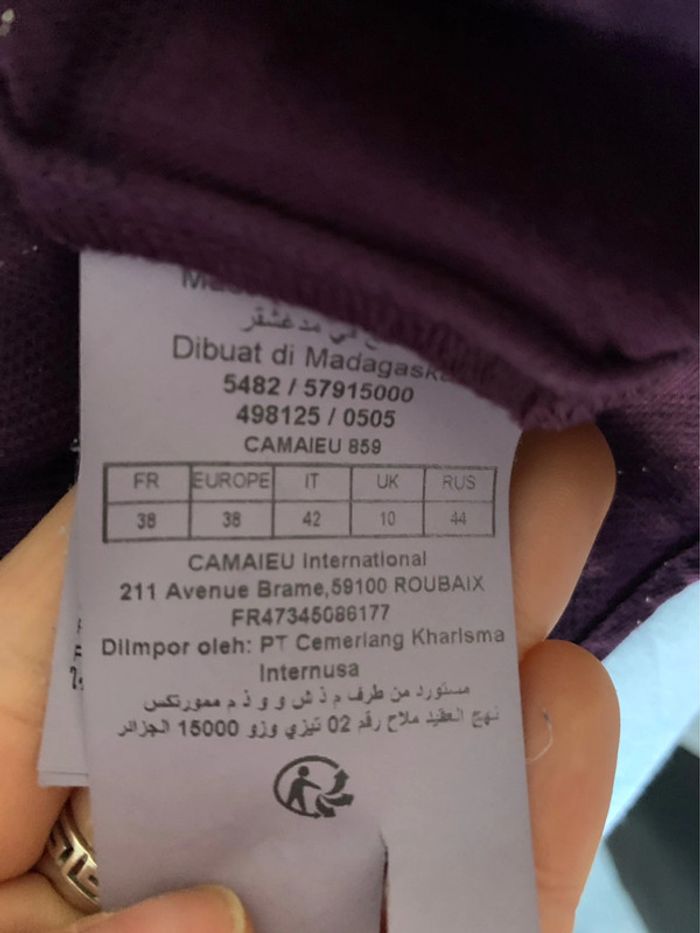 في مدغشقر
Dibuat di
5482 / 57915000
498125 / 0505
CAMAIEU 859
FR EUROPE IT UK RUS
38 38 42 10 44
CAMAIEU International
211 Avenue Brame,59100 ROUBAIX
FR47345086177
DiImpor oleh: PT Cemerlang Kharisma
Internusa
مستورد من طرف م ذ ش و و ذ م ممورتكس
نهج العقيد ملاح رقم 02 تيزي وزو 15000 الجزائر